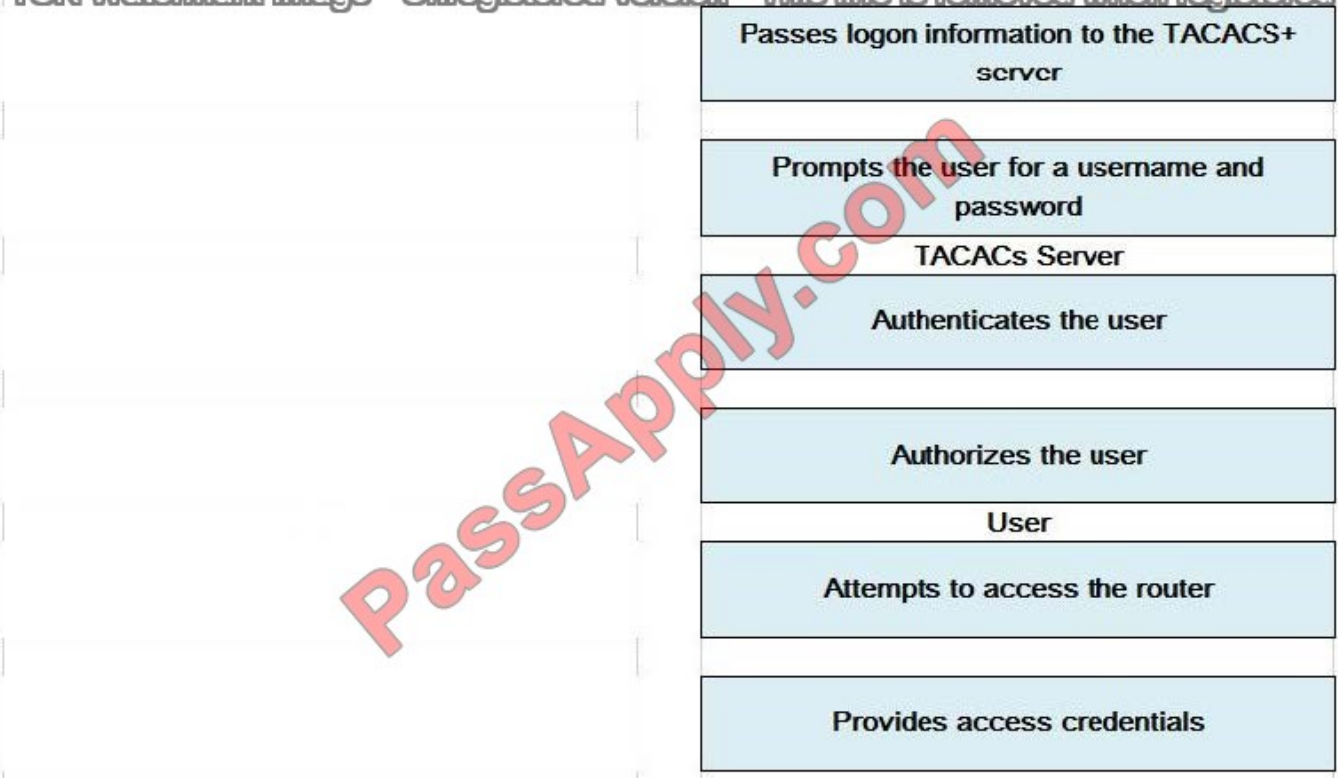 Passes logon information to the TACACS+
server
Prompts the user for a username and
password
TACACs Server
Authenticates the user
Authorizes the user
User
Attempts to access the router
Provides access credentials
PassApply.com